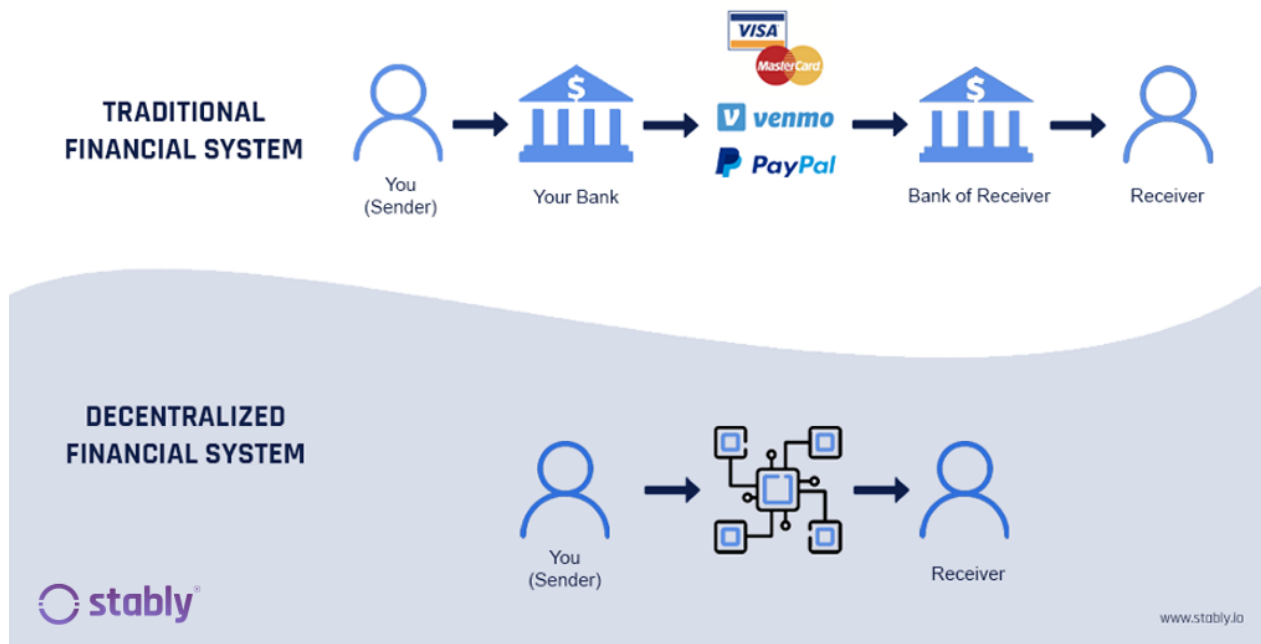 TRADITIONAL
FINANCIAL SYSTEM
VISA
MasterCard
venmo
PayPal
You
(Sender)
Your Bank
Bank of Receiver
Receiver
DECENTRALIZED
FINANCIAL SYSTEM
You
(Sender)
Receiver
stably®
www.stably.io